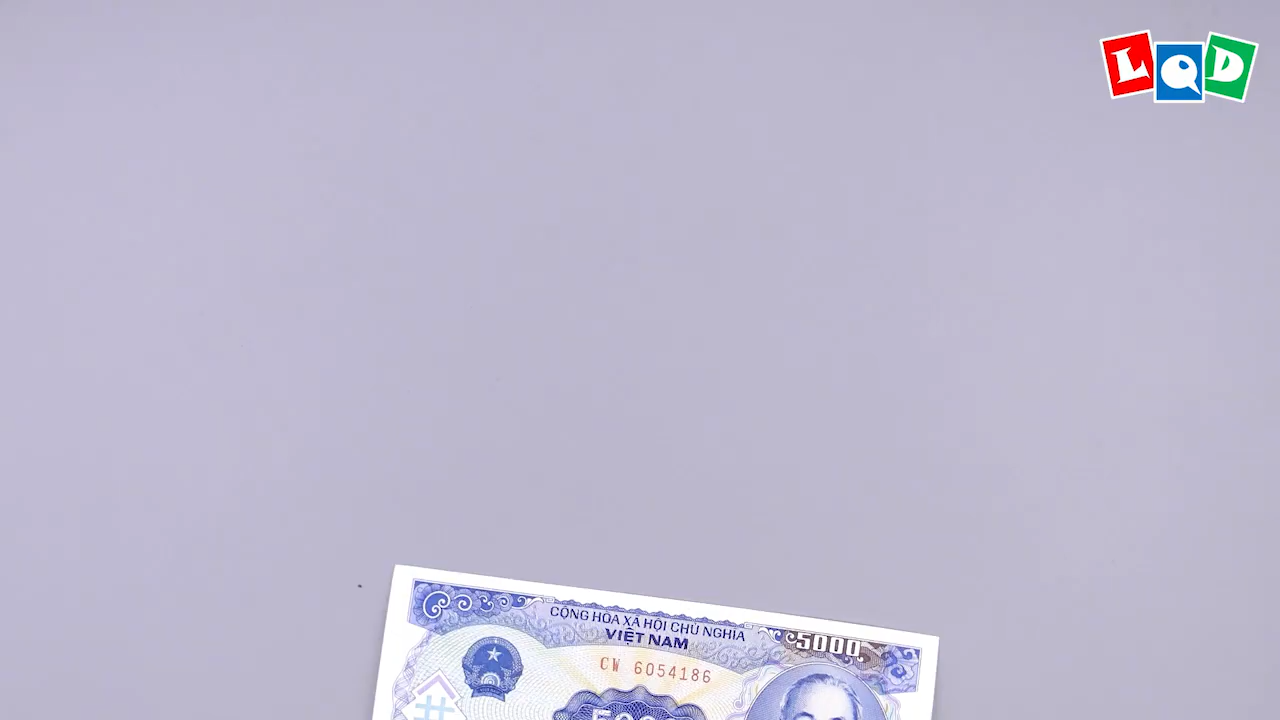 LQD
CỘNG HÒA XÃ HỘI CHỦ NGHĨA
VIỆT NAM
5000
CW 6054186